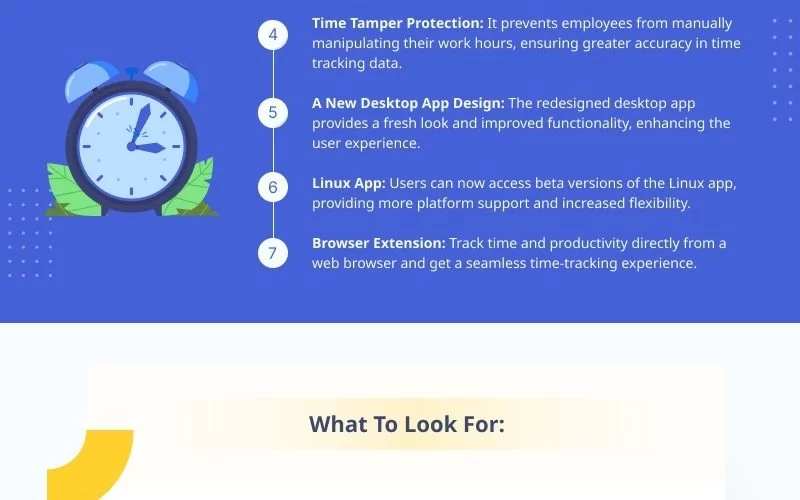 4
Time Tamper Protection: It prevents employees from manually
manipulating their work hours, ensuring greater accuracy in time
tracking data.
5
A New Desktop App Design: The redesigned desktop app
provides a fresh look and improved functionality, enhancing the
user experience.
6
Linux App: Users can now access beta versions of the Linux app,
providing more platform support and increased flexibility.
7
Browser Extension: Track time and productivity directly from a
web browser and get a seamless time-tracking experience.
What To Look For: